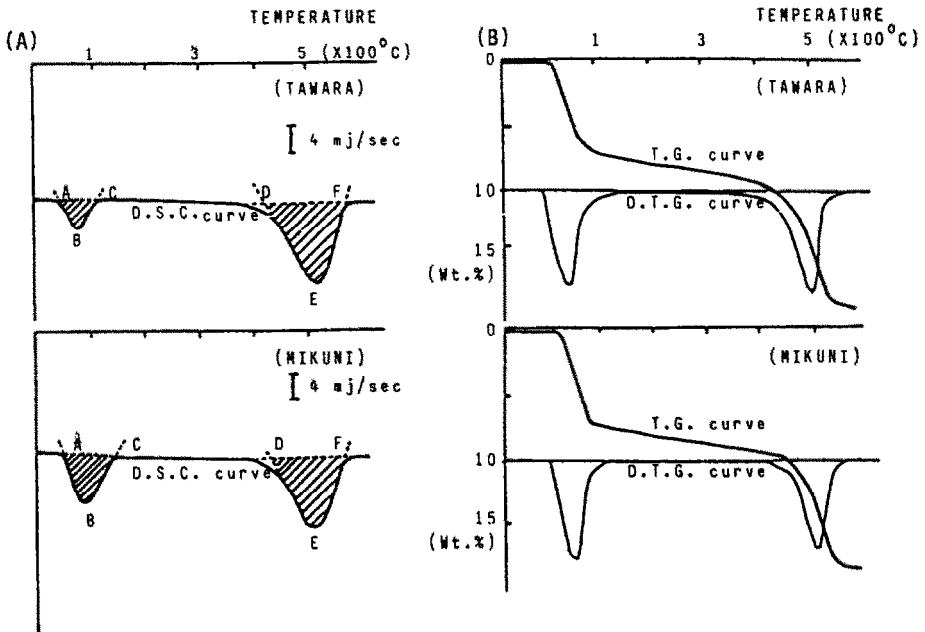 (A)
TEMPERATURE
1 3 5 (X100°C)
(TAWARA)
4 mj/sec
A C D F
D.S.C. curve
B
E
(MIKUNI)
4 mj/sec
A C D F
D.S.C. curve
B
E
(B)
TEMPERATURE
1 3 5 (X100°C)
0
(TAWARA)
T.G. curve
10
D.T.G. curve
15
(Wt.%)
0
(MIKUNI)
T.G. curve
10
D.T.G. curve
15
(Wt.%)